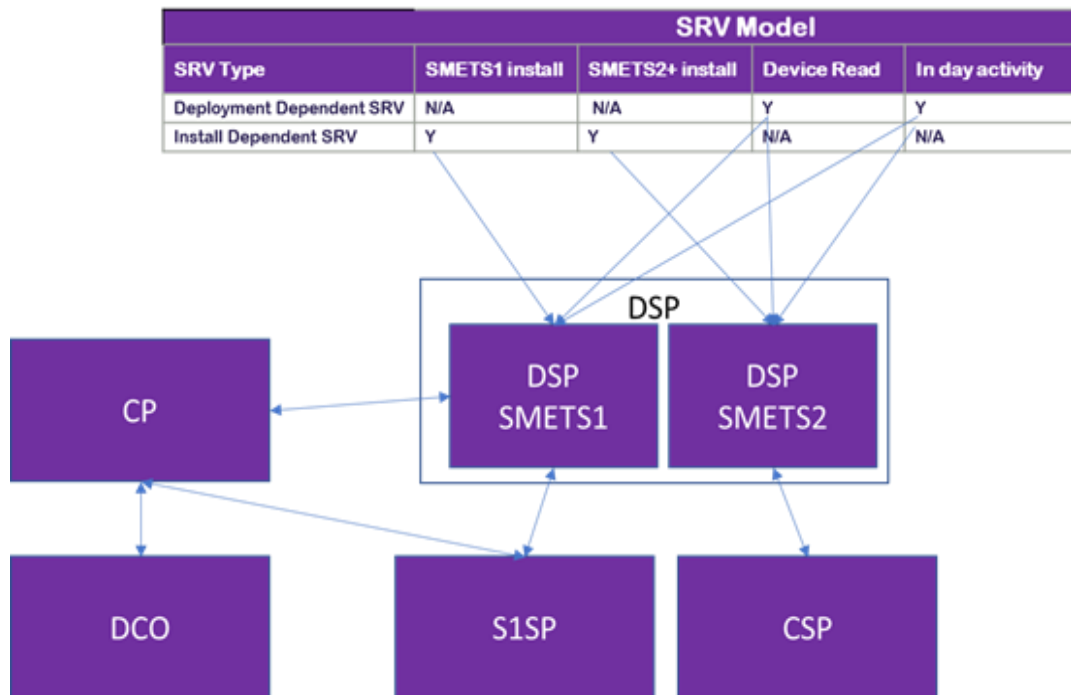 SRV Model
SRV Type SMETS1 install SMETS2+ install Device Read In day activity
Deployment Dependent SRV N/A N/A Y Y
Install Dependent SRV Y Y N/A N/A
DSP
DSP
SMETS1
DSP
SMETS2
CP
DCO
S1SP
CSP